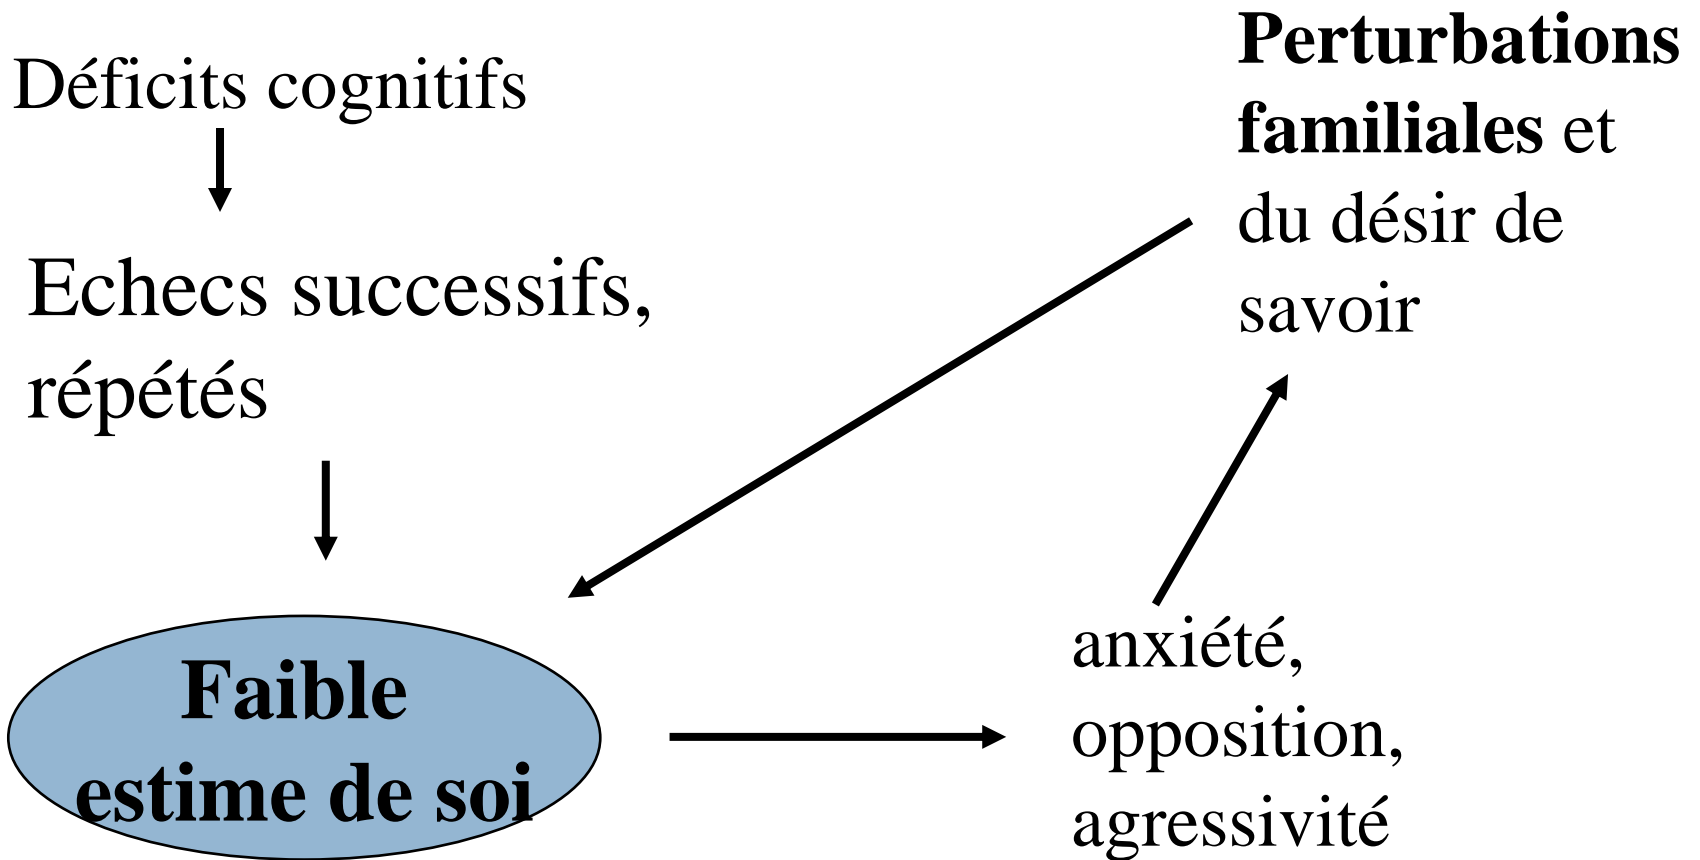 Déficits cognitifs
Echecs successifs,
répétés
Faible
estime de soi
anxiété,
opposition,
agressivité
Perturbations
familiales et
du désir de
savoir